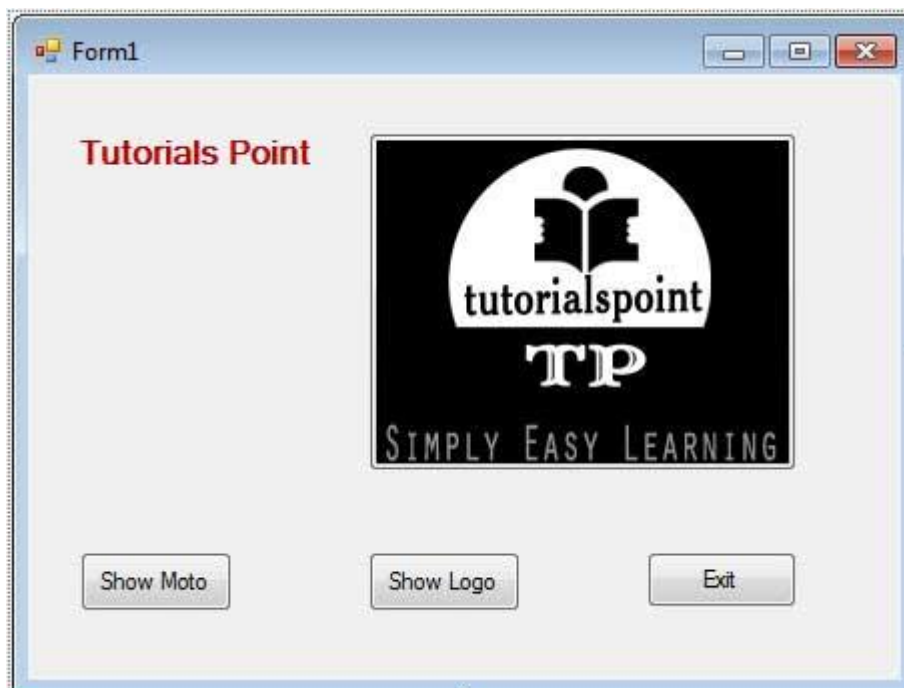 Form1
Tutorials Point
tutorialspoint
TP
SIMPLY EASY LEARNING
Show Moto
Show Logo
Exit